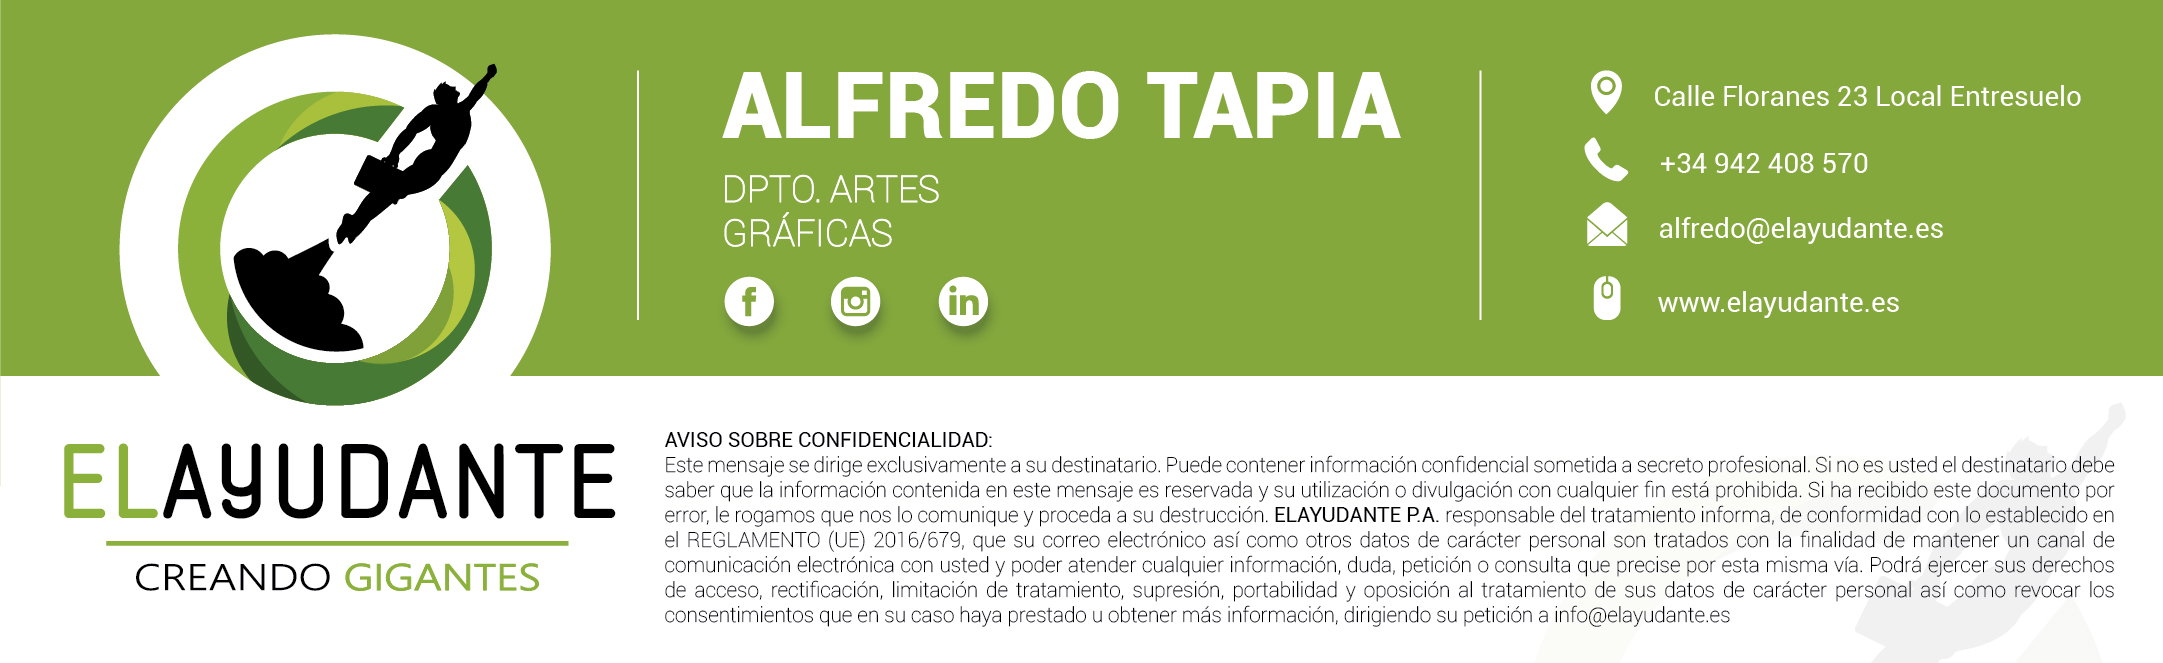 ALFREDO TAPIA
DPTO. ARTES
GRÁFICAS
f
in
Calle Floranes 23 Local Entresuelo
+34 942 408 570
alfredo@elayudante.es
www.elayudante.es
ELAYUDANTE
CREANDO GIGANTES
AVISO SOBRE CONFIDENCIALIDAD:
Este mensaje se dirige exclusivamente a su destinatario. Puede contener información confidencial sometida a secreto profesional. Si no es usted el destinatario debe
saber que la información contenida en este mensaje es reservada y su utilización o divulgación con cualquier fin está prohibida. Si ha recibido este documento por
error, le rogamos que nos lo comunique y proceda a su destrucción. ELAYUDANTE P.A. responsable del tratamiento informa, de conformidad con lo establecido en
el REGLAMENTO (UE) 2016/679, que su correo electrónico así como otros datos de carácter personal son tratados con la finalidad de mantener un canal de
comunicación electrónica con usted y poder atender cualquier información, duda, petición o consulta que precise por esta misma vía. Podrá ejercer sus derechos
de acceso, rectificación, limitación de tratamiento, supresión, portabilidad y oposición al tratamiento de sus datos de carácter personal así como revocar los
consentimientos que en su caso haya prestado u obtener más información, dirigiendo su petición a info@elayudante.es